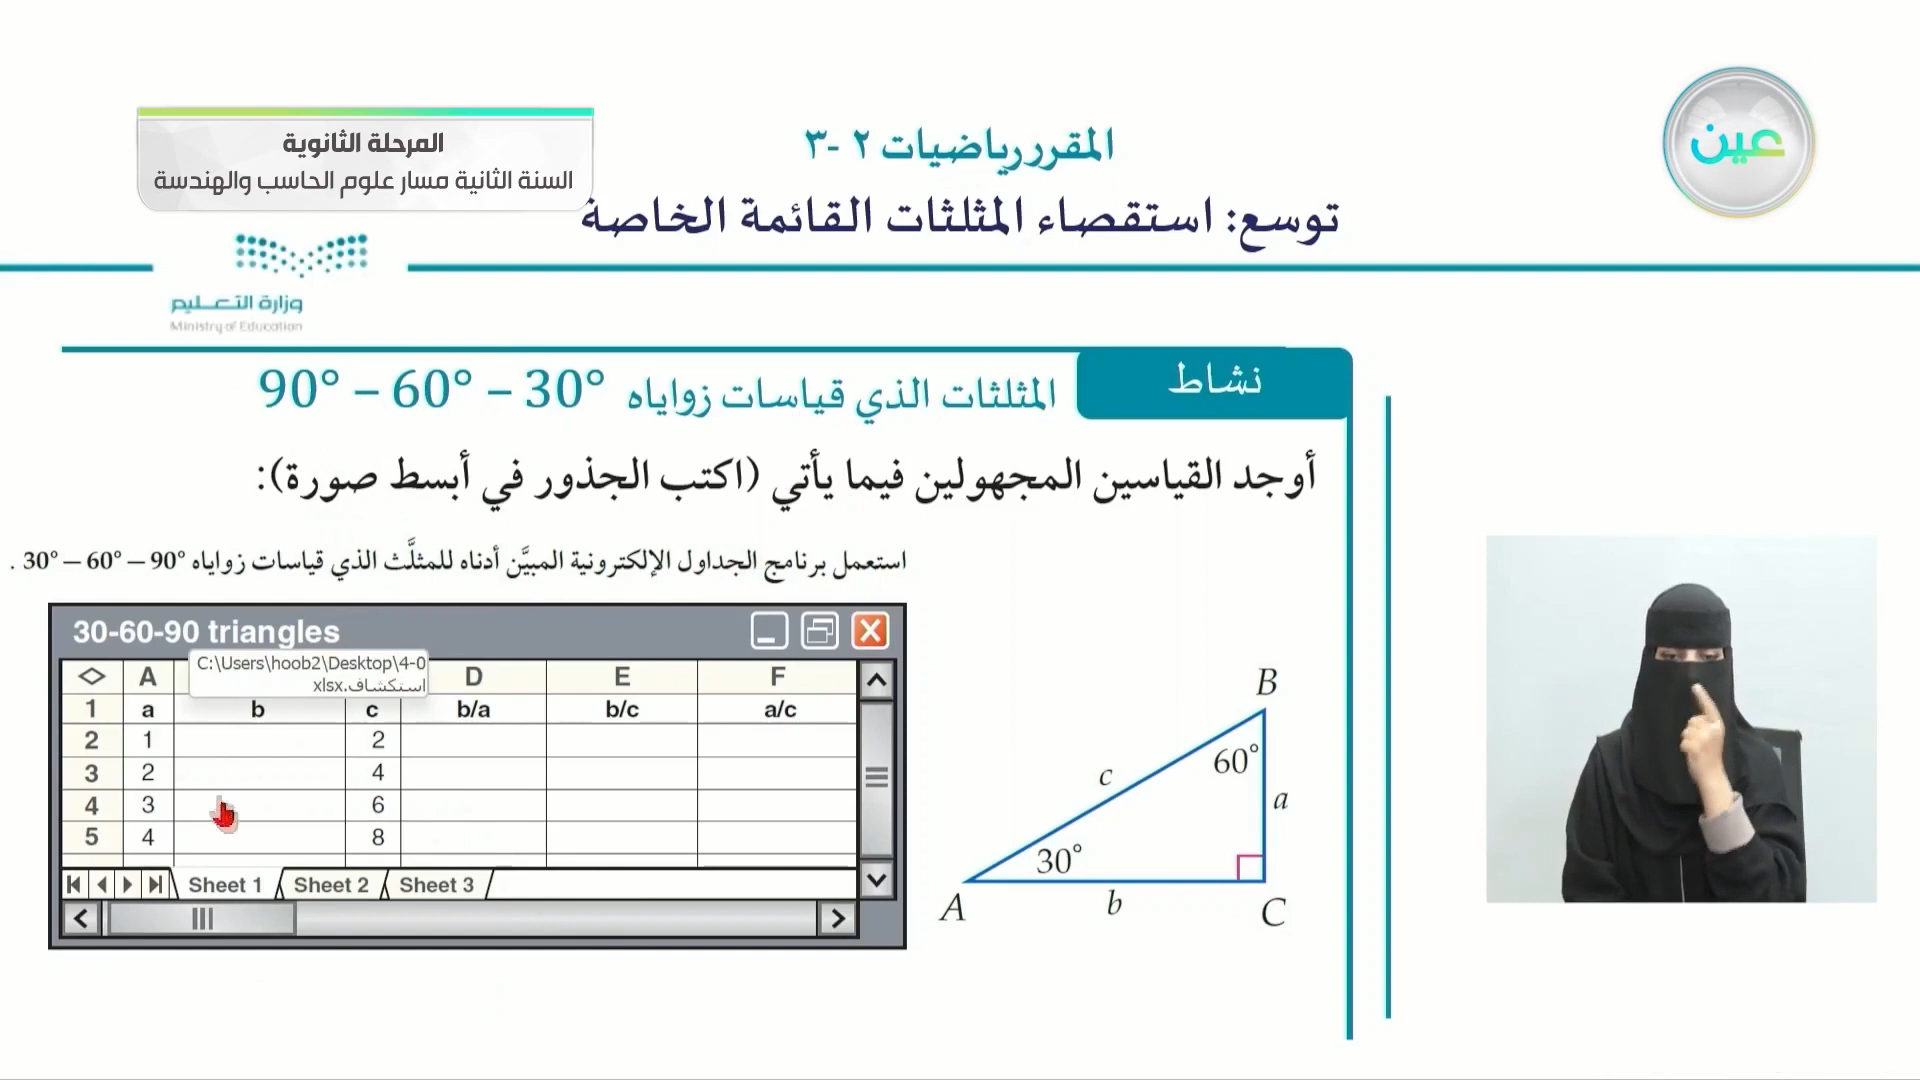 المرحلة الثانوية
السنة الثانية مسار علوم الحاسب والهندسة
المقرر رياضيات ٢ -٣
توسع: استقصاء المثلثات القائمة الخاصة
عين
وزارة التعليم
Ministry of Education
نشاط
المثلثات الذي قياسات زواياه 30° – 60° – 90°
أوجد القياسين المجهولين فيما يأتي (اكتب الجذور في أبسط صورة):
استعمل برنامج الجداول الإلكترونية المبيَّن أدناه للمثلَّث الذي قياسات زواياه 30° – 60° – 90° .
30-60-90 triangles
C:\Users\hoob2\Desktop\4-0
استكشاف.xlsx
A D E F
1 a b c b/a b/c a/c
2 1 2
3 2 4
4 3 6
5 4 8
Sheet 1 Sheet 2 Sheet 3
B
60°
c
a
30°
A
b
C